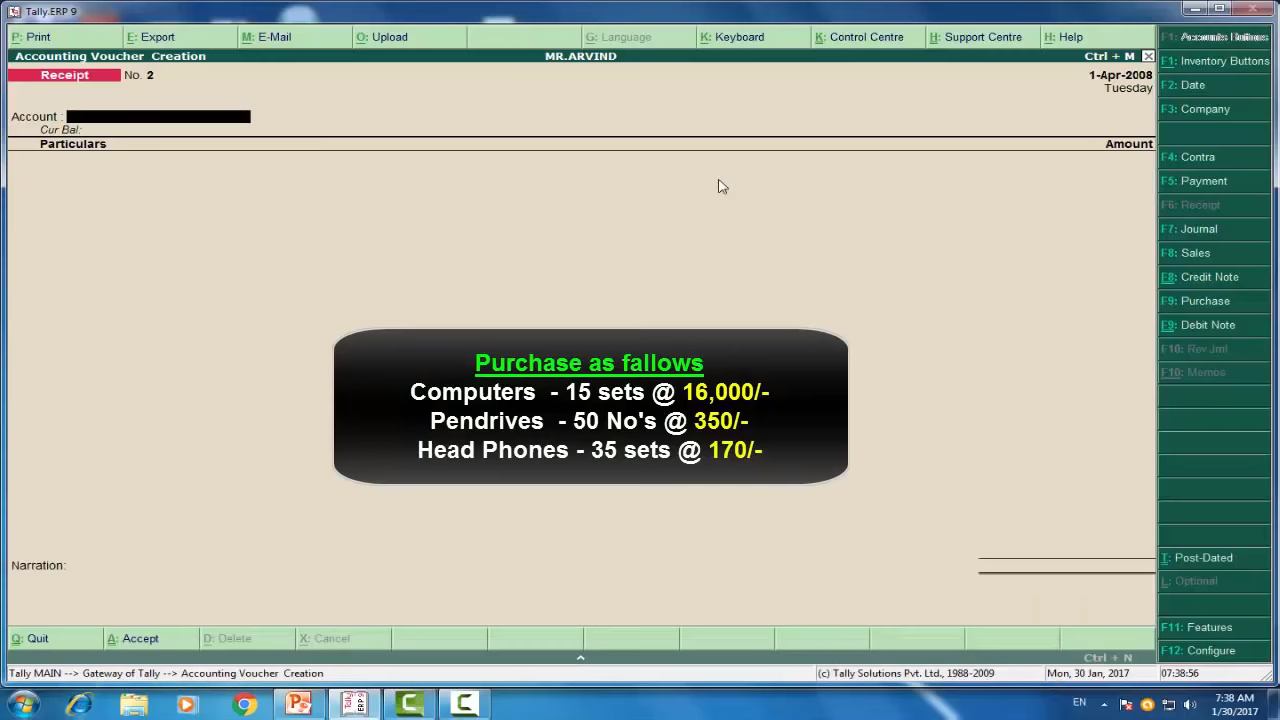 Tally.ERP 9
P: Print E: Export M: E-Mail O: Upload G: Language K: Keyboard K: Control Centre H: Support Centre H: Help
Accounting Voucher Creation MR.ARVIND Ctrl + M
Receipt No. 2 1-Apr-2008
Tuesday
Account :
Cur Bal:
Particulars Amount
Purchase as fallows
Computers - 15 sets @ 16,000/-
Pendrives - 50 No's @ 350/-
Head Phones - 35 sets @ 170/-
Narration:
F1: Inventory Buttons
F2: Date
F3: Company
F4: Contra
F5: Payment
F6: Receipt
F7: Journal
F8: Sales
F8: Credit Note
F9: Purchase
F9: Debit Note
F10: Rev Jrnl
F10: Memos
T: Post-Dated
L: Optional
F11: Features
F12: Configure
Q: Quit A: Accept D: Delete X: Cancel
Ctrl + N
Tally MAIN --> Gateway of Tally --> Accounting Voucher Creation (c) Tally Solutions Pvt. Ltd., 1988-2009 Mon, 30 Jan, 2017 07:38:56
EN 7:38 AM
1/30/2017